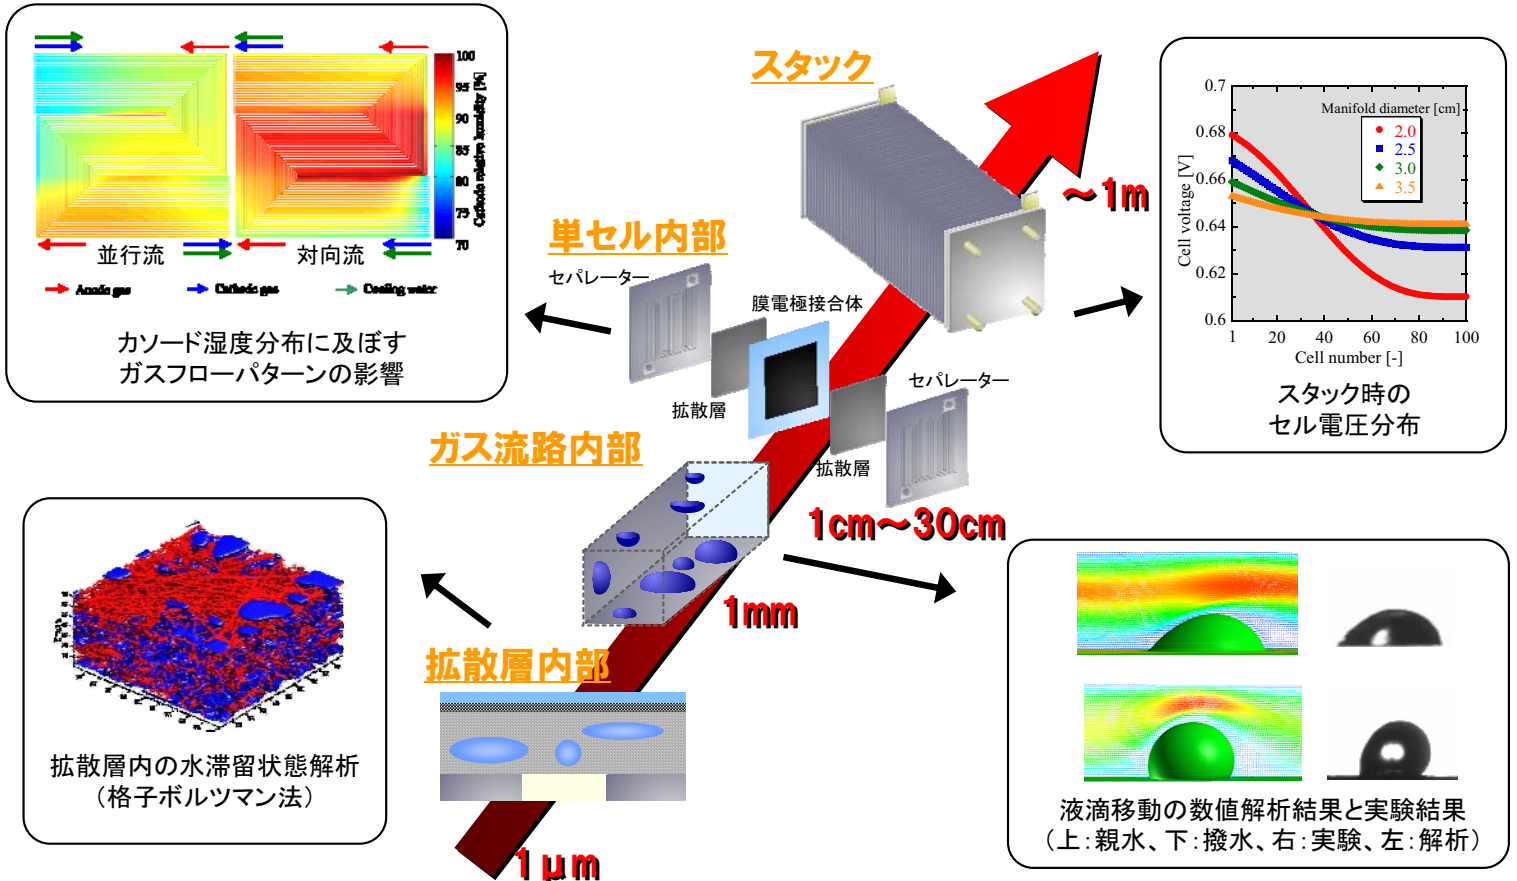 100
95
90
85
80
75
70
Cathode relative humidity [%]
並行流
対向流
Anode gas
Cathode gas
Cooling water
カソード湿度分布に及ぼす
ガスフローパターンの影響
スタック
~1m
単セル内部
セパレーター
膜電極接合体
拡散層
セパレーター
拡散層
1cm~30cm
0.7
0.68
0.66
0.64
0.62
0.6
Cell voltage [V]
Manifold diameter [cm]
2.0
2.5
3.0
3.5
1 20 40 60 80 100
Cell number [-]
スタック時の
セル電圧分布
ガス流路内部
1mm
拡散層内部
1μm
拡散層内の水滞留状態解析
(格子ボルツマン法)
液滴移動の数値解析結果と実験結果
(上:親水、下:撥水、右:実験、左:解析)